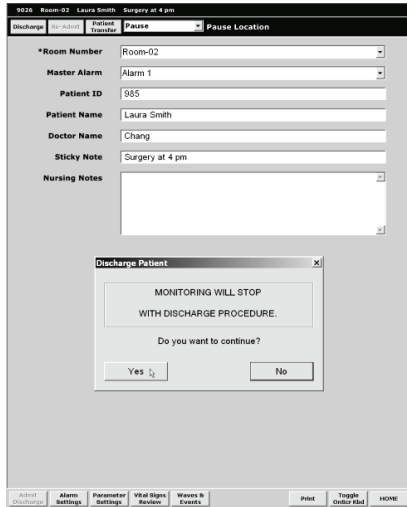 9026 Room-02 Laura Smith Surgery at 4 pm
Discharge Re-Admit Patient Transfer Pause Pause Location
*Room Number Room-02
Master Alarm Alarm 1
Patient ID 985
Patient Name Laura Smith
Doctor Name Chang
Sticky Note Surgery at 4 pm
Nursing Notes
Discharge Patient
MONITORING WILL STOP
WITH DISCHARGE PROCEDURE.
Do you want to continue?
Yes No
Admit Discharge Alarm Settings Parameter Settings Vital Signs Review Waves & Events Print Toggle OnScr Kbd HOME